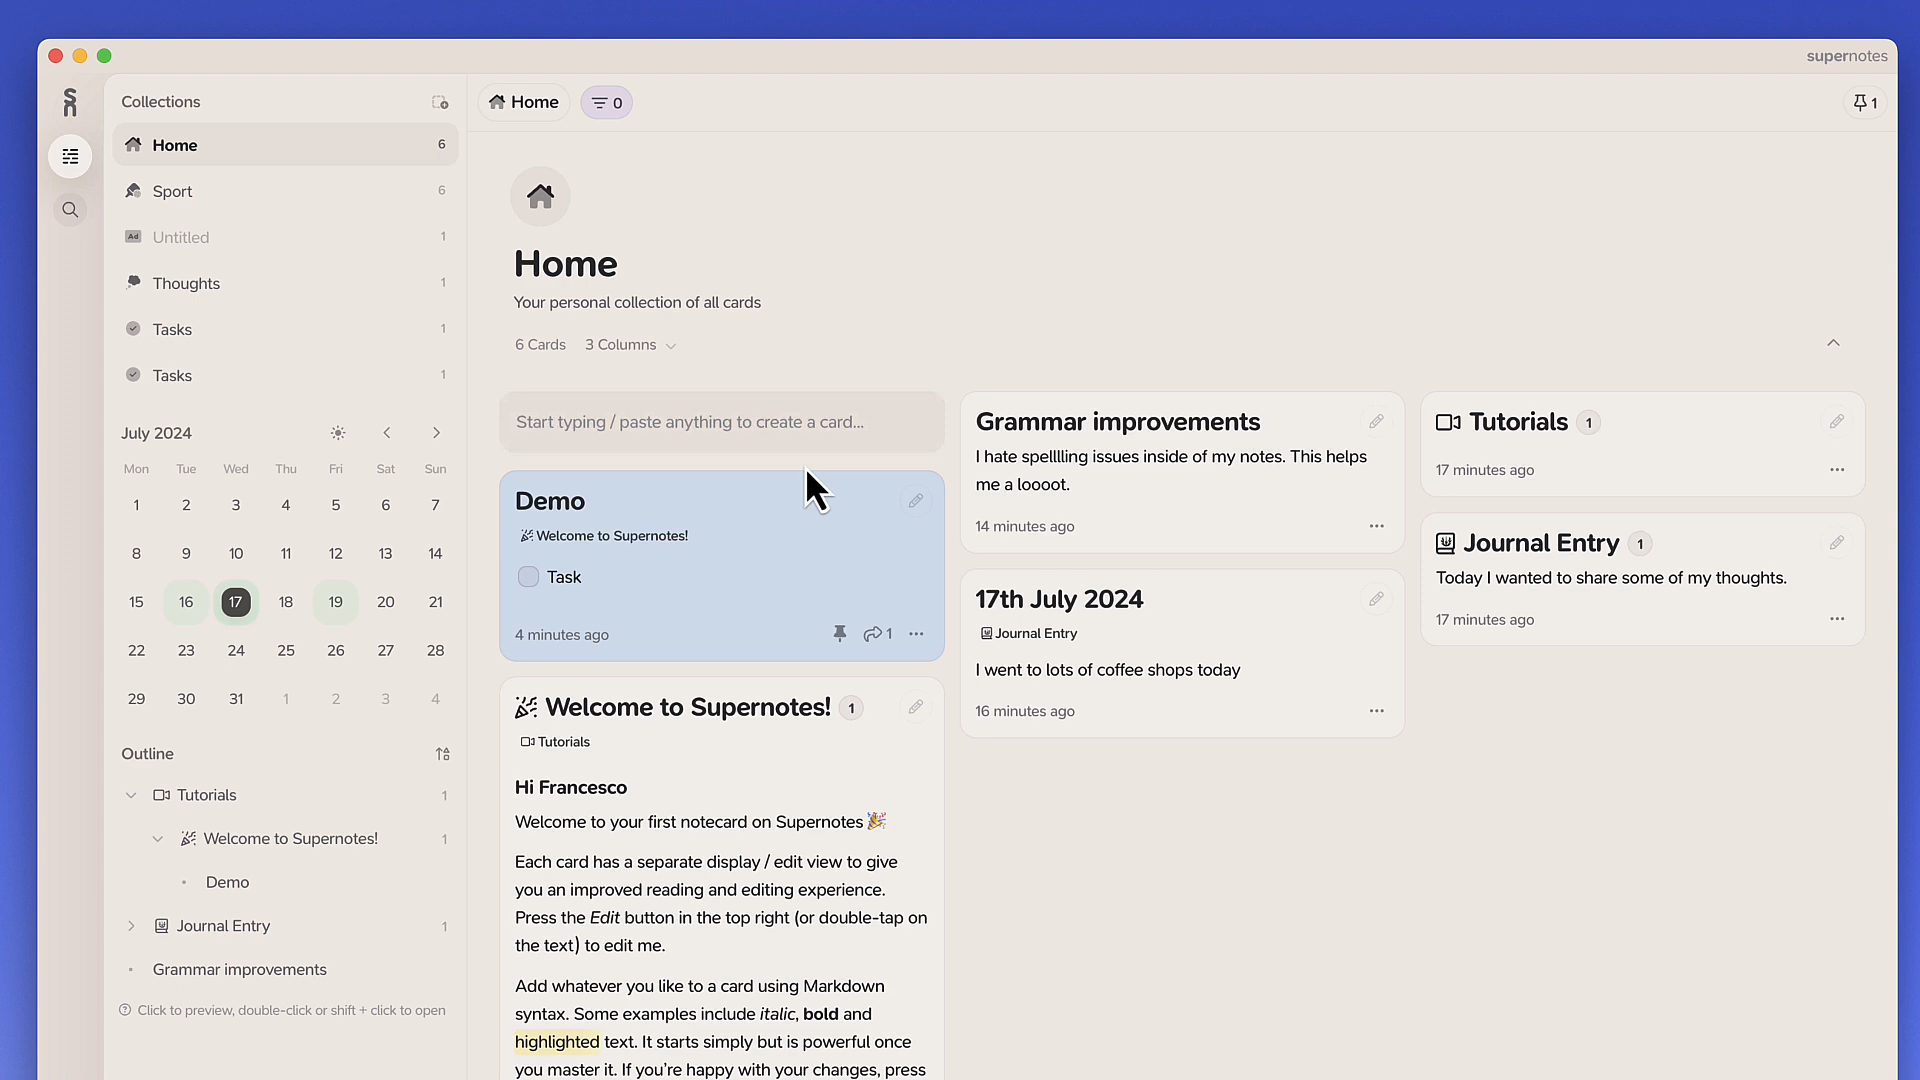 supernotes
Collections
Home 6
Sport 6
Ad Untitled 1
Thoughts 1
Tasks 1
Tasks 1
July 2024
Mon Tue Wed Thu Fri Sat Sun
1 2 3 4 5 6 7
8 9 10 11 12 13 14
15 16 17 18 19 20 21
22 23 24 25 26 27 28
29 30 31 1 2 3 4
Outline
Tutorials 1
Welcome to Supernotes! 1
Demo
Journal Entry 1
Grammar improvements
Click to preview, double-click or shift + click to open
Home 0
1
Home
Your personal collection of all cards
6 Cards 3 Columns
Start typing / paste anything to create a card...
Demo
Welcome to Supernotes!
Task
4 minutes ago 1
Welcome to Supernotes! 1
Tutorials
Hi Francesco
Welcome to your first notecard on Supernotes 🎉
Each card has a separate display / edit view to give
you an improved reading and editing experience.
Press the Edit button in the top right (or double-tap on
the text) to edit me.
Add whatever you like to a card using Markdown
syntax. Some examples include italic, bold and
highlighted text. It starts simply but is powerful once
you master it. If you're happy with your changes, press
Grammar improvements
I hate spelllling issues inside of my notes. This helps
me a loooot.
14 minutes ago
17th July 2024
Journal Entry
I went to lots of coffee shops today
16 minutes ago
Tutorials 1
17 minutes ago
Journal Entry 1
Today I wanted to share some of my thoughts.
17 minutes ago